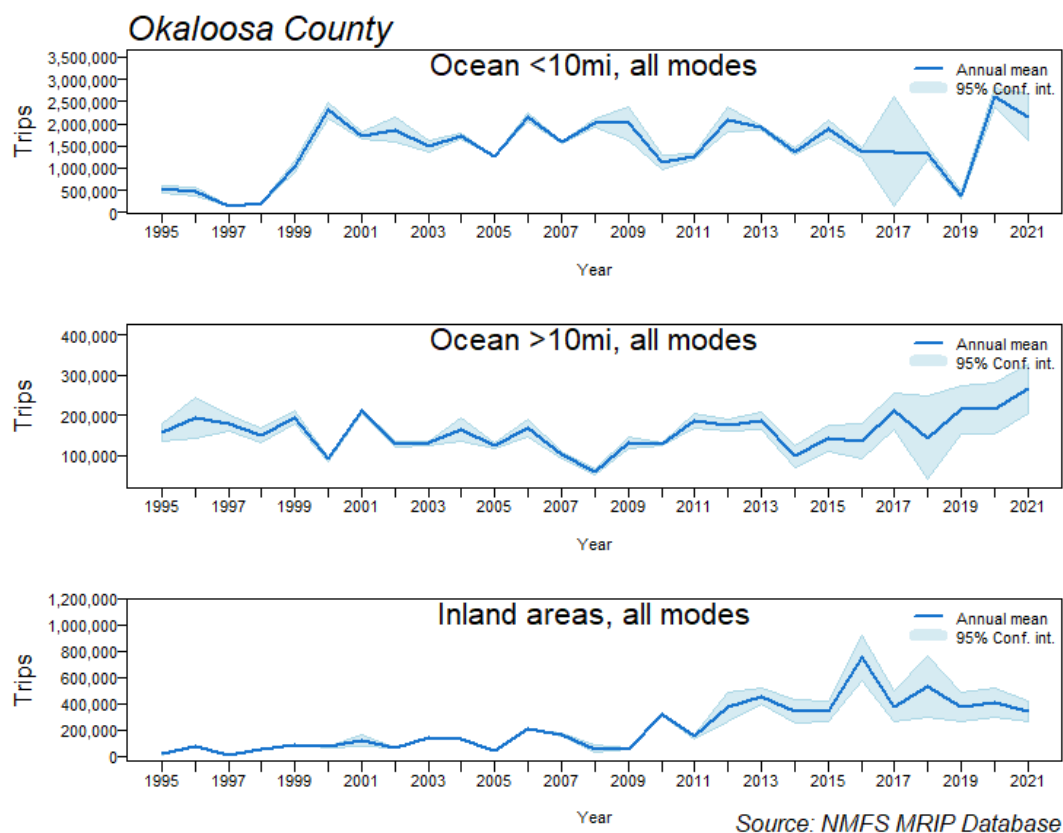 Okaloosa County
Ocean <10mi, all modes
Annual mean
95% Conf. int.
Trips
3,500,000
3,000,000
2,500,000
2,000,000
1,500,000
1,000,000
500,000
0
1995 1997 1999 2001 2003 2005 2007 2009 2011 2013 2015 2017 2019 2021
Year
Ocean >10mi, all modes
Annual mean
95% Conf. int.
Trips
400,000
300,000
200,000
100,000
1995 1997 1999 2001 2003 2005 2007 2009 2011 2013 2015 2017 2019 2021
Year
Inland areas, all modes
Annual mean
95% Conf. int.
Trips
1,200,000
1,000,000
800,000
600,000
400,000
200,000
0
1995 1997 1999 2001 2003 2005 2007 2009 2011 2013 2015 2017 2019 2021
Year
Source: NMFS MRIP Database